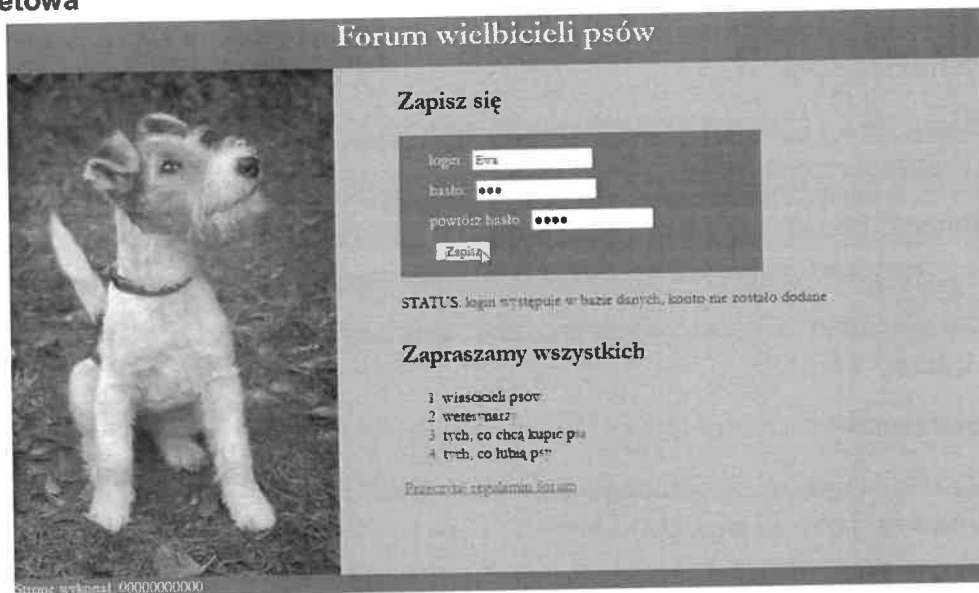 etowa
Forum wielbicieli psów
Zapisz się
login: Ewa
hasło: •••
powtórz hasło: ••••
Zapisz
STATUS: login występuje w bazie danych, konto nie zostało dodane
Zapraszamy wszystkich
1 właścicieli psów
2 weterynarzy
3 tych, co chcą kupić psa
4 tych, co lubią psy
Przeczytaj regulamin forum
Stronę wykonał: 00000000000